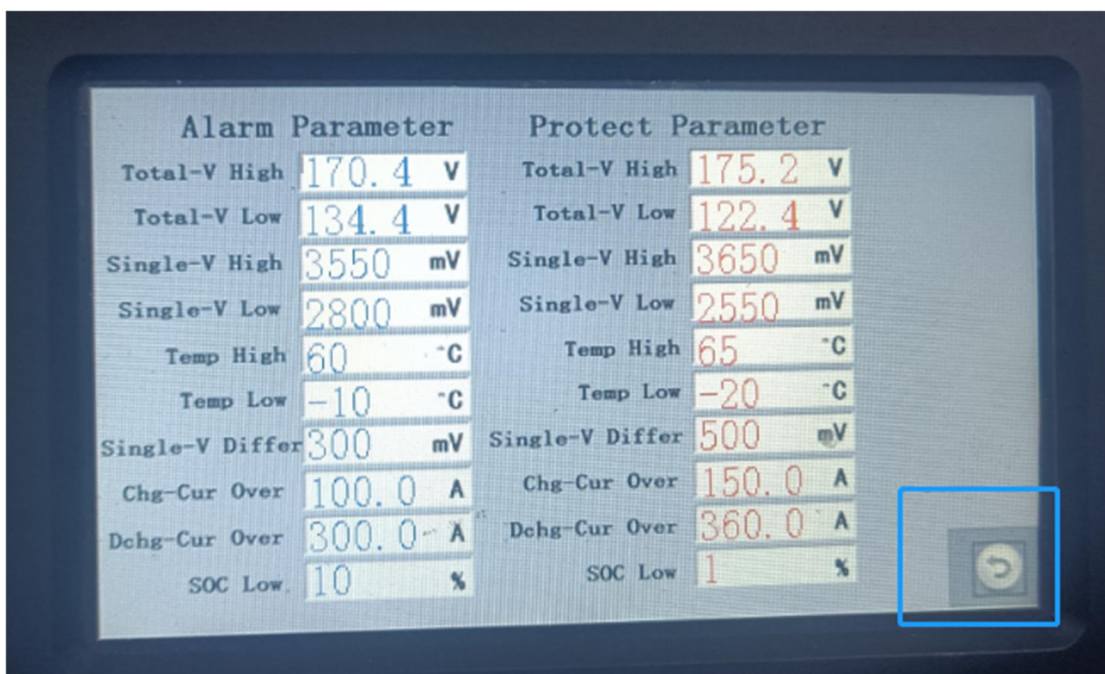 Alarm Parameter Protect Parameter
Total-V High 170.4 V Total-V High 175.2 V
Total-V Low 134.4 V Total-V Low 122.4 V
Single-V High 3550 mV Single-V High 3650 mV
Single-V Low 2800 mV Single-V Low 2550 mV
Temp High 60 °C Temp High 65 °C
Temp Low -10 °C Temp Low -20 °C
Single-V Differ 300 mV Single-V Differ 500 mV
Chg-Cur Over 100.0 A Chg-Cur Over 150.0 A
Dchg-Cur Over 300.0 A Dchg-Cur Over 360.0 A
SOC Low. 10 % SOC Low 1 %